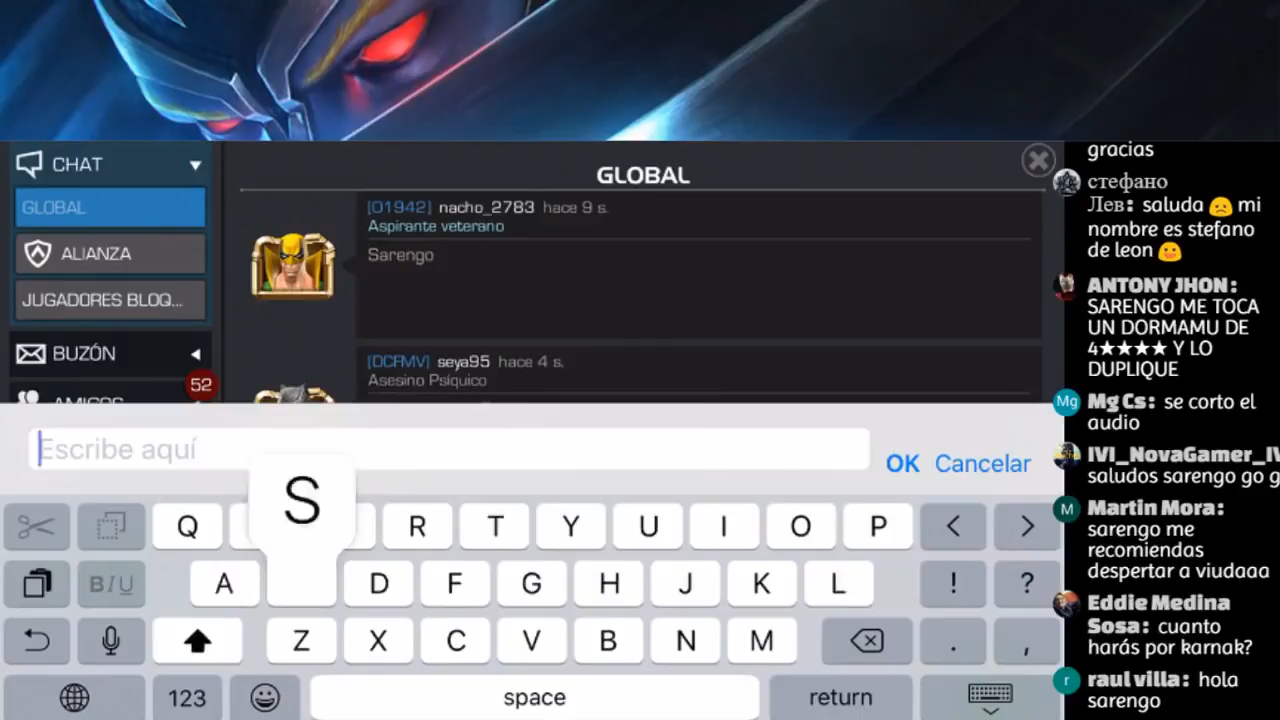 CHAT
GLOBAL
ALIANZA
JUGADORES BLOQ...
BUZÓN
52
AMIGOS
GLOBAL
[O1942] nacho_2783 hace 9 s.
Aspirante veterano
Sarengo
[DCFMV] seya95 hace 4 s.
Asesino Psíquico
Escribe aquí
OK Cancelar
S
Q R T Y U I O P < >
A D F G H J K L ! ?
B I U
Z X C V B N M . ,
123 space return
gracias
стефано
Лев: saluda 🙁 mi
nombre es stefano
de leon 😀
ANTONY JHON:
SARENGO ME TOCA
UN DORMAMU DE
4★★★★ Y LO
DUPLIQUE
Mg
Mg Cs: se corto el
audio
IVI_NovaGamer_IV
saludos sarengo go g
M
Martin Mora:
sarengo me
recomiendas
despertar a viudaaa
Eddie Medina
Sosa: cuanto
harás por karnak?
r
raul villa: hola
sarengo